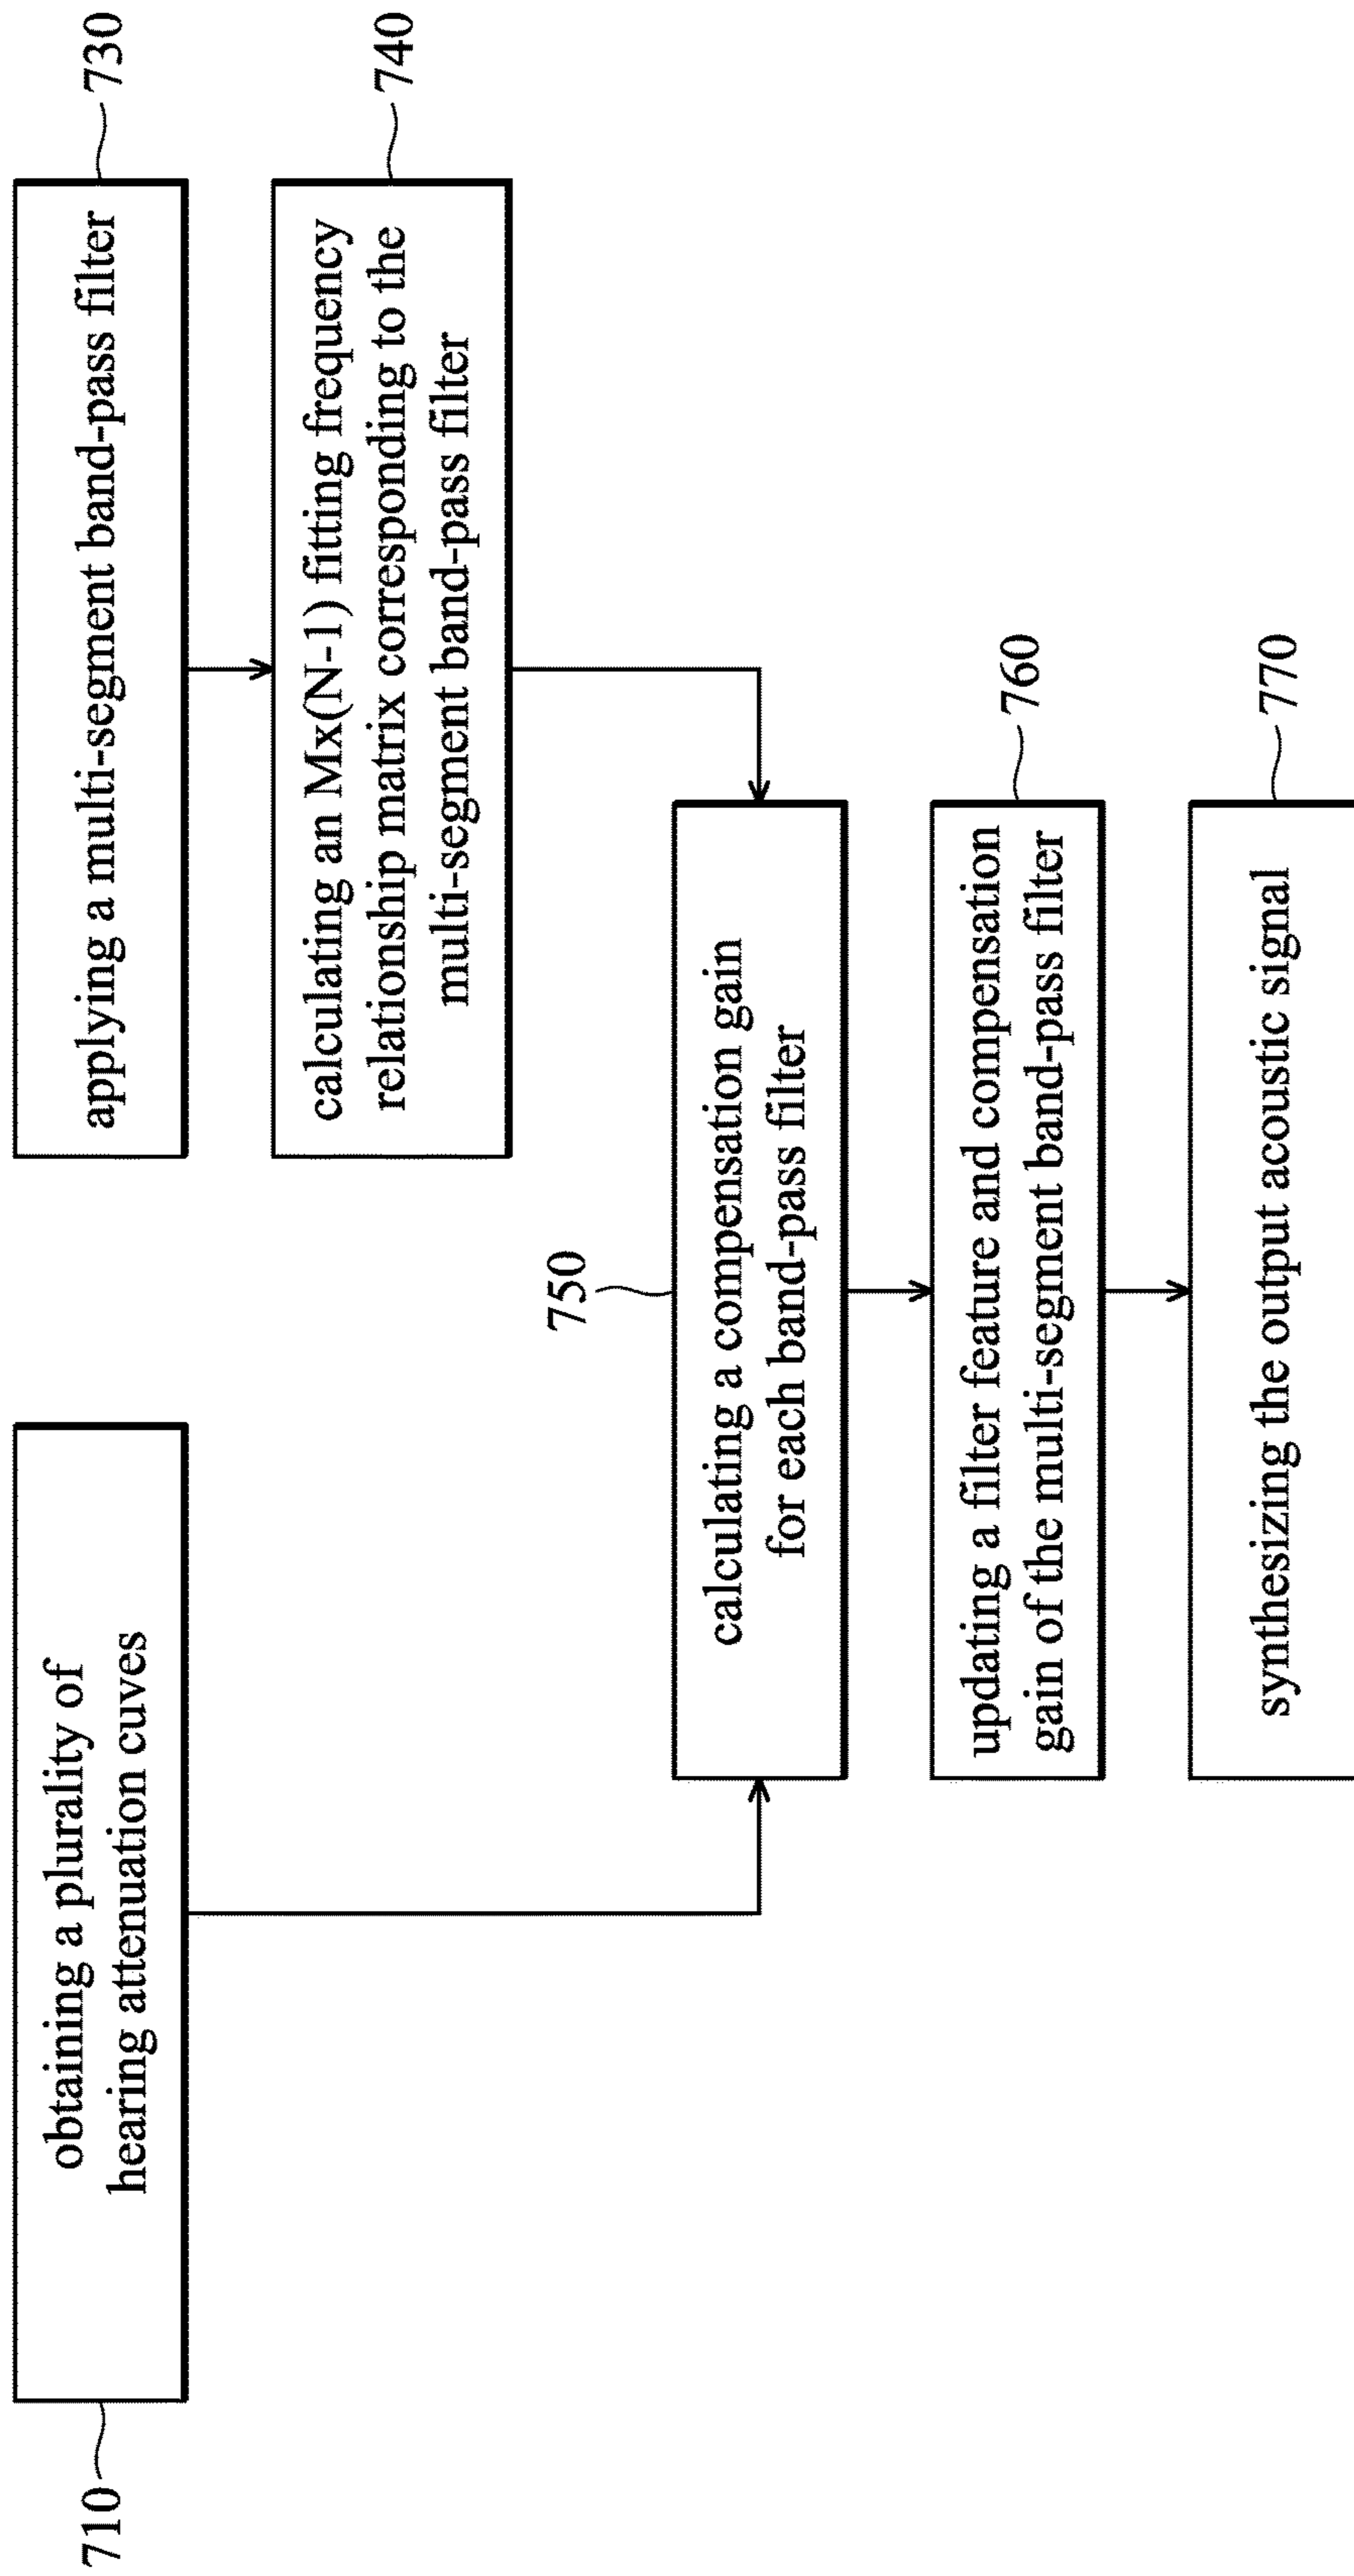 710
obtaining a plurality of
hearing attenuation cuves
730
applying a multi-segment band-pass filter
740
calculating an Mx(N-1) fitting frequency
relationship matrix corresponding to the
multi-segment band-pass filter
750
calculating a compensation gain
for each band-pass filter
760
updating a filter feature and compensation
gain of the multi-segment band-pass filter
770
synthesizing the output acoustic signal